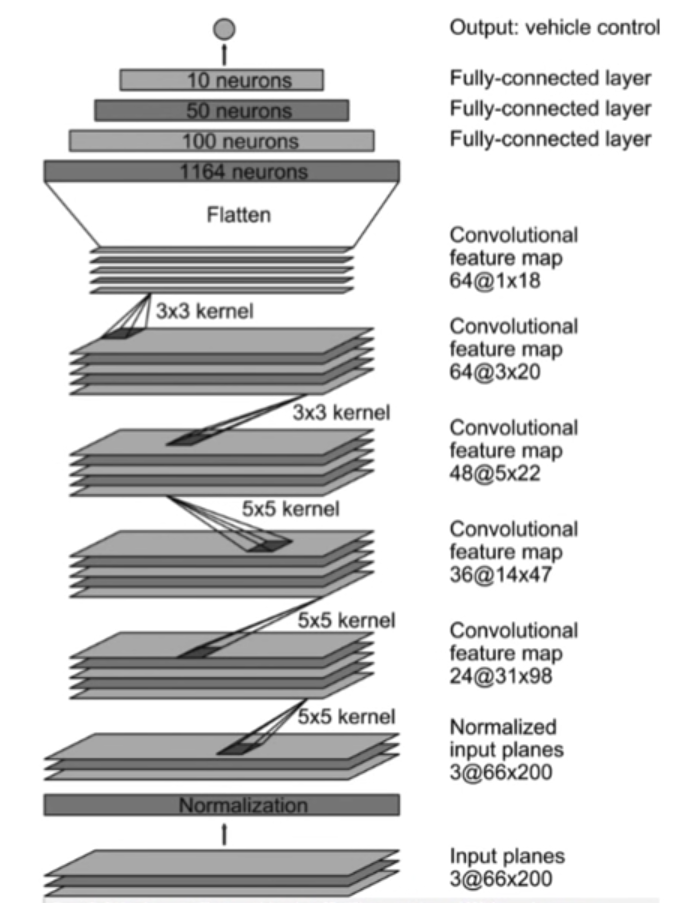 Output: vehicle control
10 neurons
Fully-connected layer
50 neurons
Fully-connected layer
100 neurons
Fully-connected layer
1164 neurons
Flatten
Convolutional
feature map
64@1x18
3x3 kernel
Convolutional
feature map
64@3x20
3x3 kernel
Convolutional
feature map
48@5x22
5x5 kernel
Convolutional
feature map
36@14x47
5x5 kernel
Convolutional
feature map
24@31x98
5x5 kernel
Normalized
input planes
3@66x200
Normalization
Input planes
3@66x200